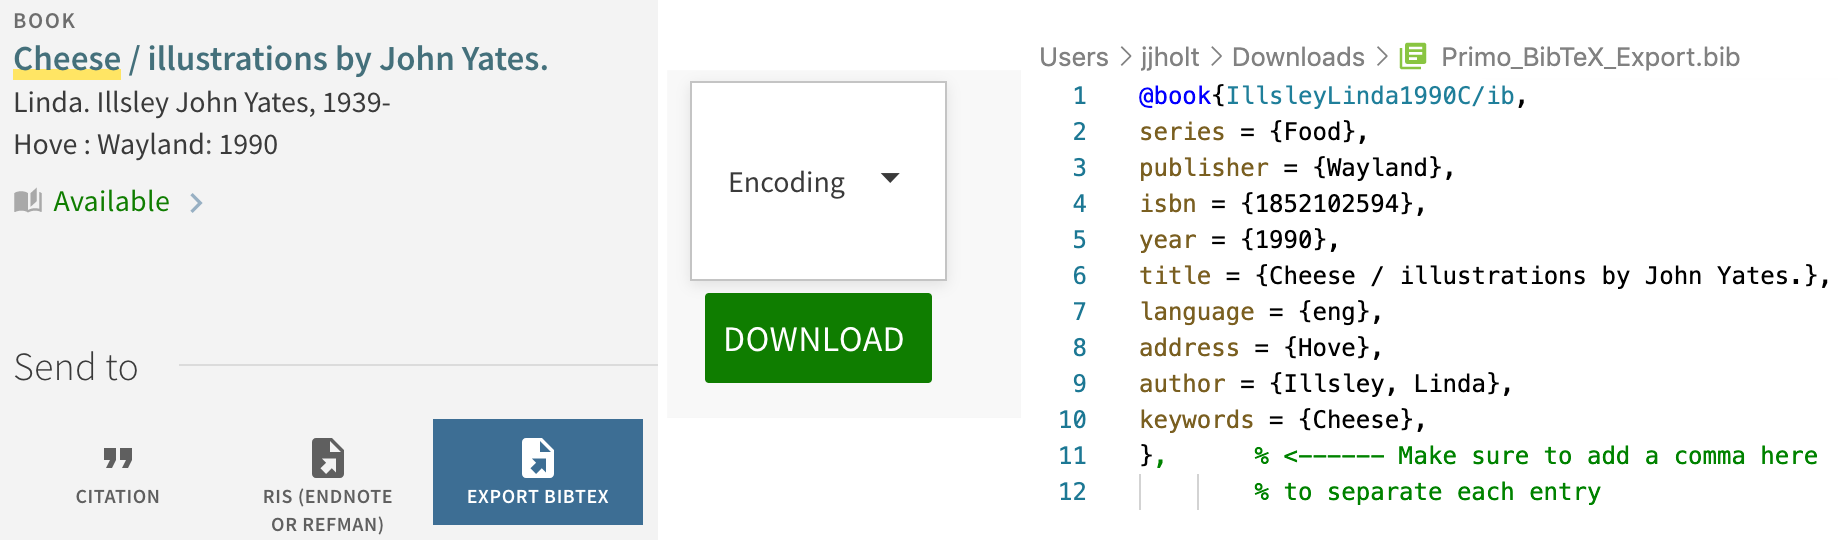 BOOK
Cheese / illustrations by John Yates.
Linda. Illsley John Yates, 1939-
Hove : Wayland: 1990
Available
Send to
CITATION
RIS (ENDNOTE
OR REFMAN)
EXPORT BIBTEX
Encoding
DOWNLOAD
Users > jjholt > Downloads > Primo_BibTeX_Export.bib
1 @book{IllsleyLinda1990C/ib,
2 series = {Food},
3 publisher = {Wayland},
4 isbn = {1852102594},
5 year = {1990},
6 title = {Cheese / illustrations by John Yates.},
7 language = {eng},
8 address = {Hove},
9 author = {Illsley, Linda},
10 keywords = {Cheese},
11 }, % <------ Make sure to add a comma here
12 % to separate each entry